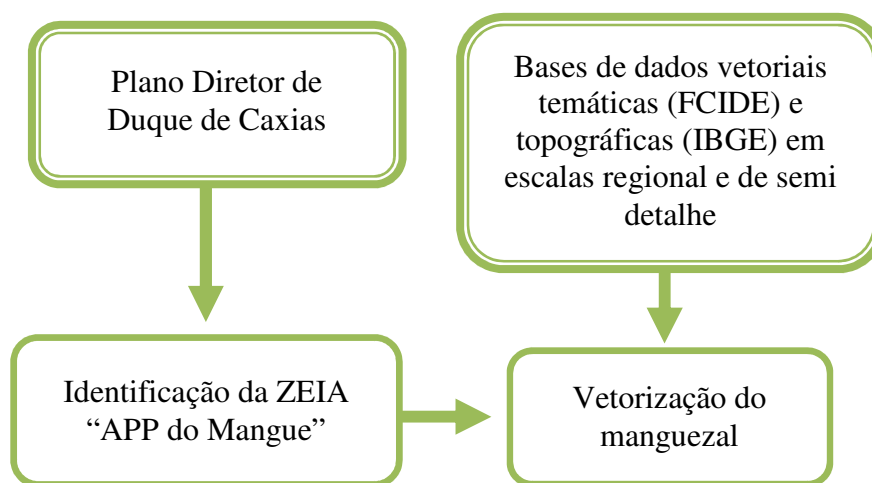 Plano Diretor de
Duque de Caxias
Bases de dados vetoriais
temáticas (FCIDE) e
topográficas (IBGE) em
escalas regional e de semi
detalhe
Identificação da ZEIA
“APP do Mangue”
Vetorização do
manguezal